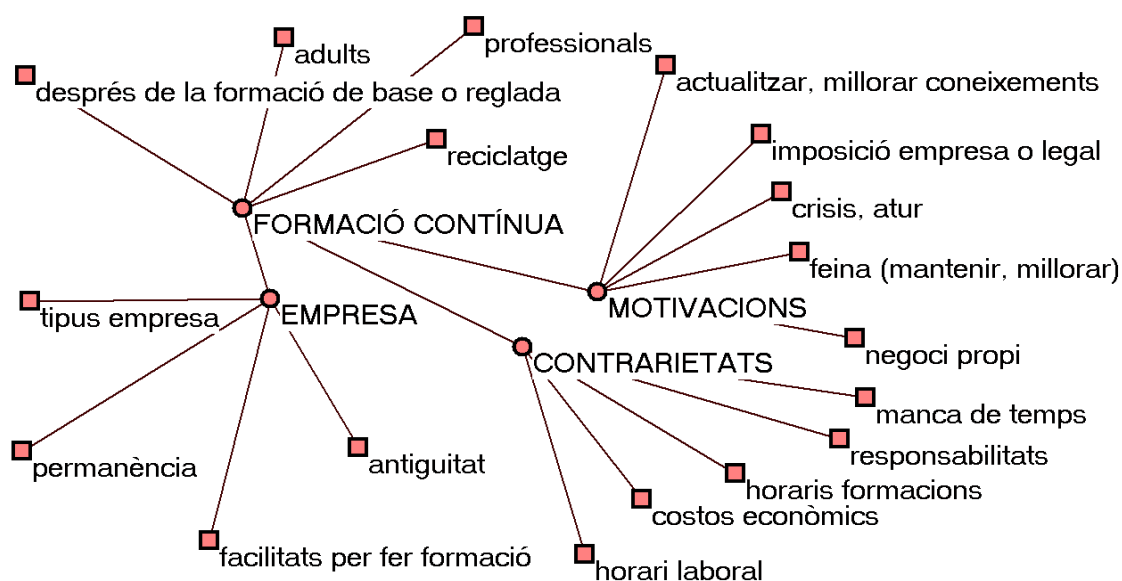 adults
professionals
després de la formació de base o reglada
reciclatge
actualitzar, millorar coneixements
imposició empresa o legal
crisis, atur
FORMACIÓ CONTÍNUA
feina (mantenir, millorar)
MOTIVACIONS
tipus empresa
EMPRESA
negoci propi
CONTRARIETATS
manca de temps
responsabilitats
permanència
antiguitat
horaris formacions
costos econòmics
facilitats per fer formació
horari laboral